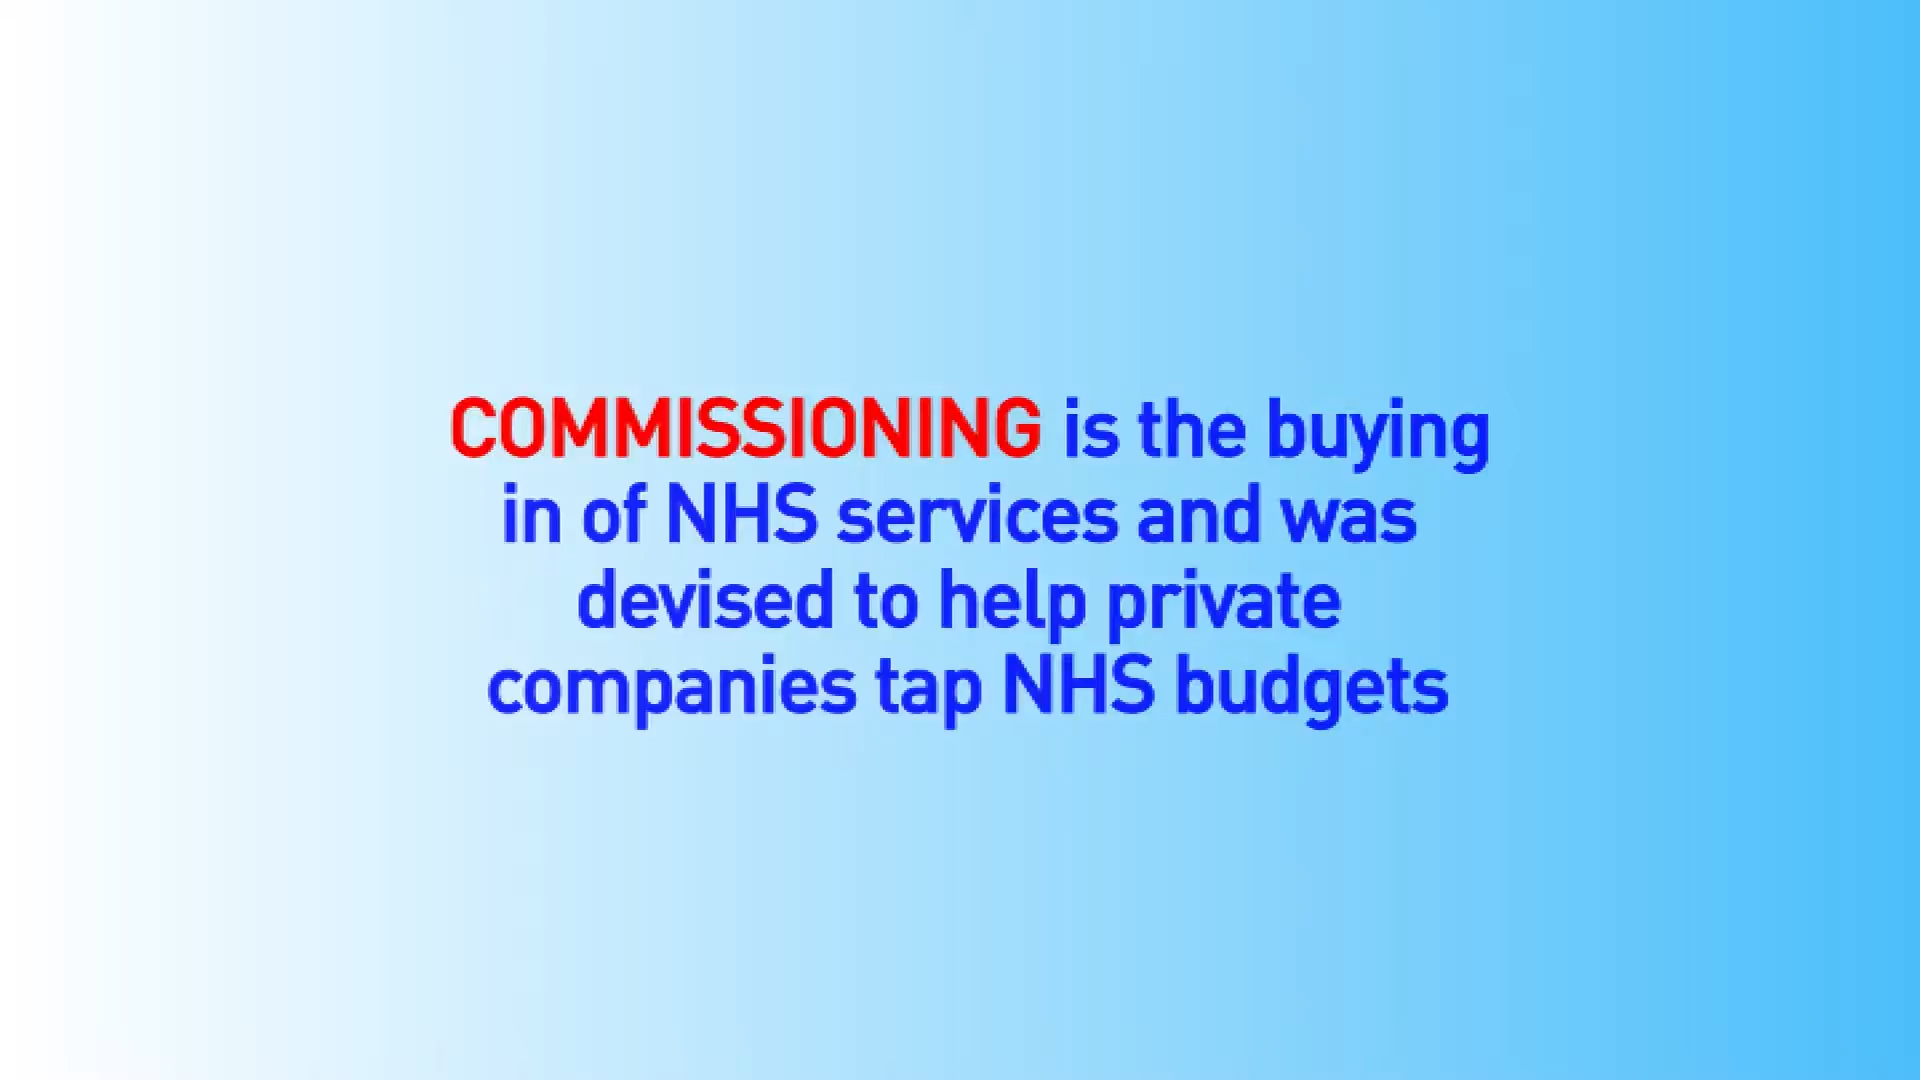 COMMISSIONING is the buying
in of NHS services and was
devised to help private
companies tap NHS budgets